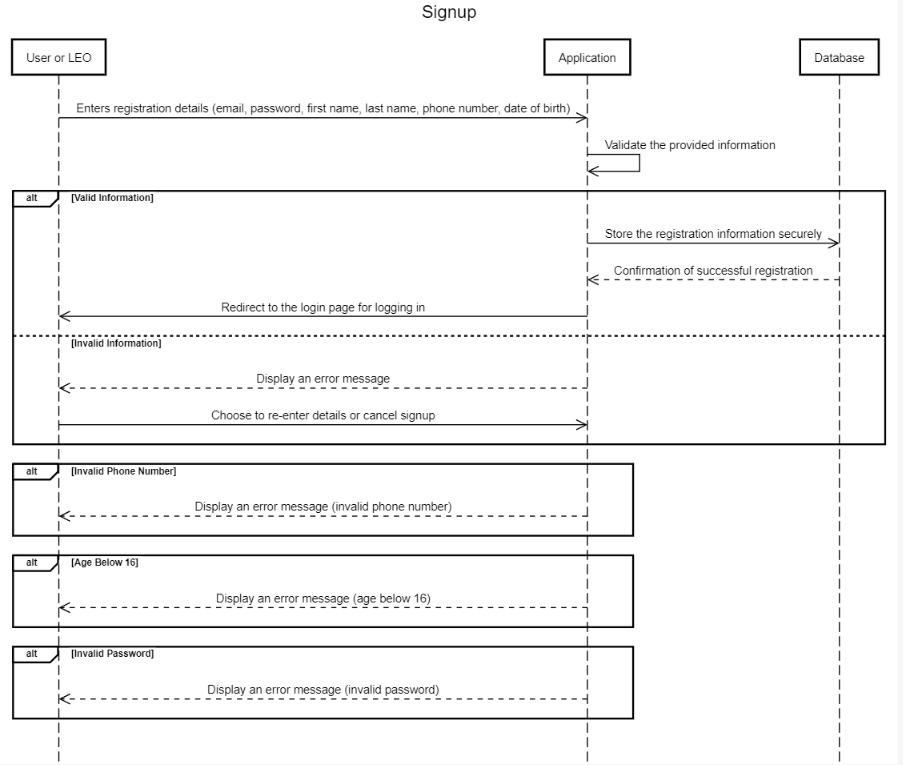 Signup
User or LEO
Application
Database
Enters registration details (email, password, first name, last name, phone number, date of birth)
Validate the provided information
alt
[Valid Information]
Store the registration information securely
Confirmation of successful registration
Redirect to the login page for logging in
[Invalid Information]
Display an error message
Choose to re-enter details or cancel signup
alt
[Invalid Phone Number]
Display an error message (invalid phone number)
alt
[Age Below 16]
Display an error message (age below 16)
alt
[Invalid Password]
Display an error message (invalid password)